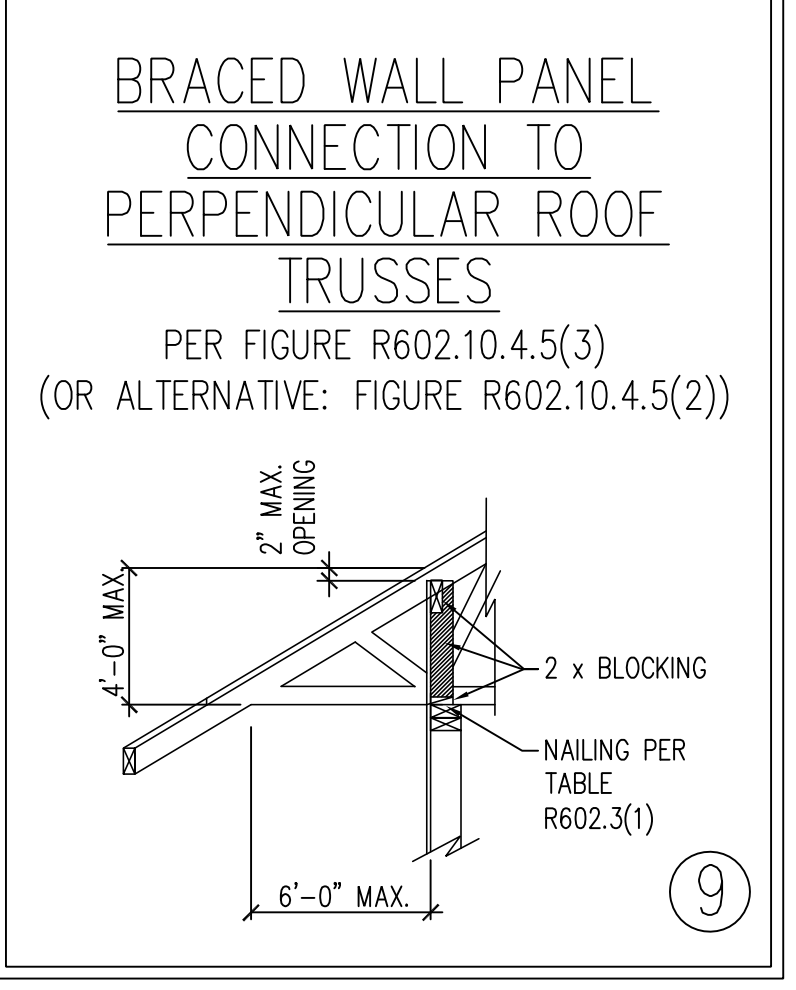 BRACED WALL PANEL
CONNECTION TO
PERPENDICULAR ROOF
TRUSSES
PER FIGURE R602.10.4.5(3)
(OR ALTERNATIVE: FIGURE R602.10.4.5(2))
2" MAX.
OPENING
4'-0" MAX.
2 x BLOCKING
NAILING PER
TABLE
R602.3(1)
6'-0" MAX.
9